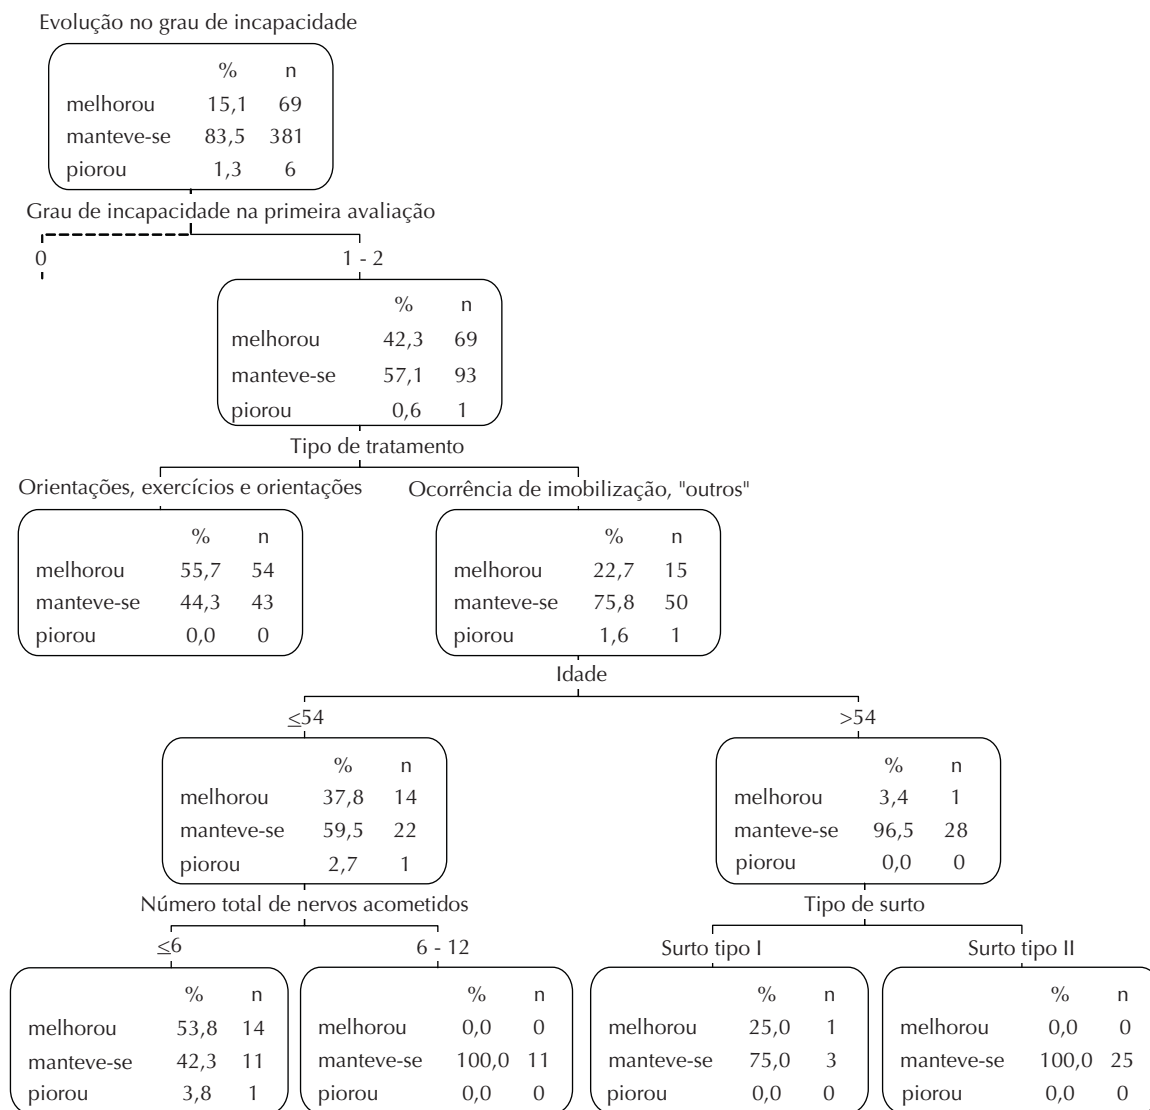 Evolução no grau de incapacidade
% n
melhorou 15,1 69
manteve-se 83,5 381
piorou 1,3 6
Grau de incapacidade na primeira avaliação
0 1 - 2
% n
melhorou 42,3 69
manteve-se 57,1 93
piorou 0,6 1
Tipo de tratamento
Orientações, exercícios e orientações
% n
melhorou 55,7 54
manteve-se 44,3 43
piorou 0,0 0
Ocorrência de imobilização, "outros"
% n
melhorou 22,7 15
manteve-se 75,8 50
piorou 1,6 1
Idade
≤54
% n
melhorou 37,8 14
manteve-se 59,5 22
piorou 2,7 1
>54
% n
melhorou 3,4 1
manteve-se 96,5 28
piorou 0,0 0
Número total de nervos acometidos
≤6
% n
melhorou 53,8 14
manteve-se 42,3 11
piorou 3,8 1
6 - 12
% n
melhorou 0,0 0
manteve-se 100,0 11
piorou 0,0 0
Tipo de surto
Surto tipo I
% n
melhorou 25,0 1
manteve-se 75,0 3
piorou 0,0 0
Surto tipo II
% n
melhorou 0,0 0
manteve-se 100,0 25
piorou 0,0 0